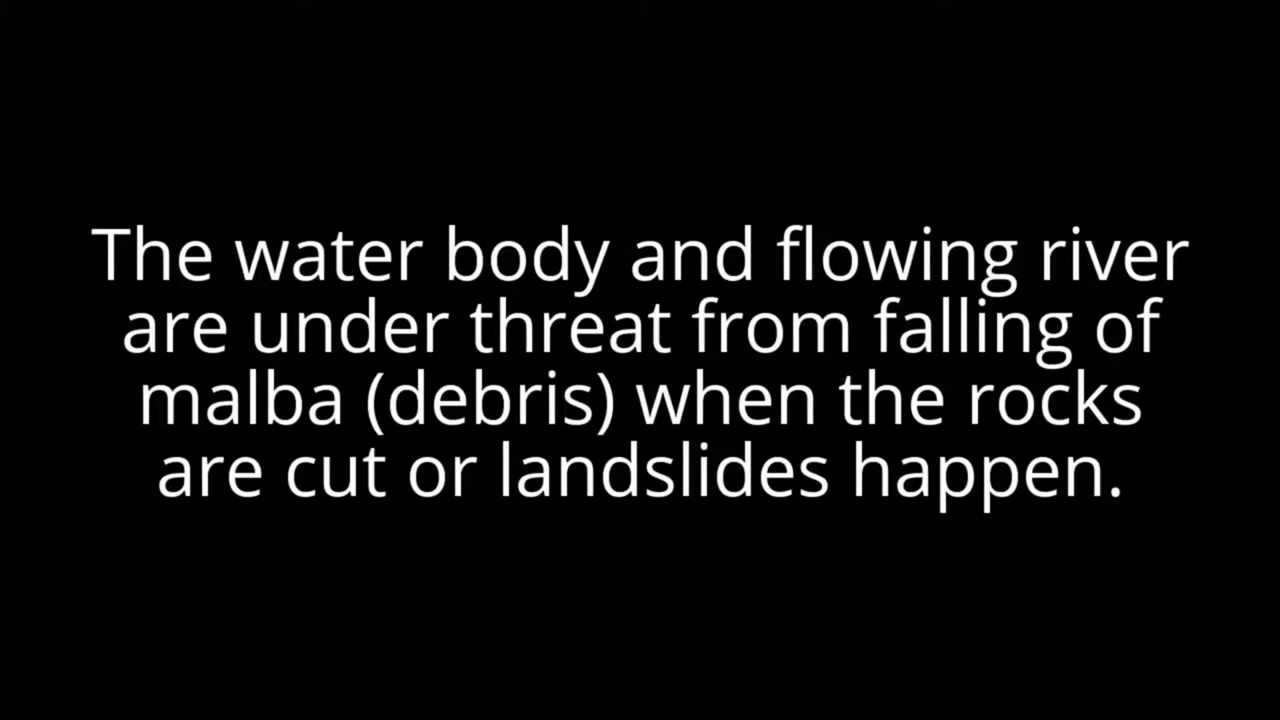 The water body and flowing river
are under threat from falling of
malba (debris) when the rocks
are cut or landslides happen.